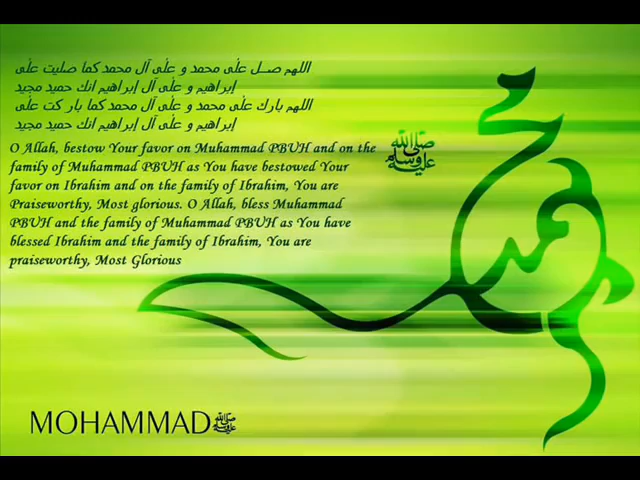 اللهم صل على محمد و على آل محمد كما صليت على
إبراهيم و على آل إبراهيم انك حميد مجيد
اللهم بارك على محمد و على آل محمد كما بار كت على
إبراهيم و على آل إبراهيم انك حميد مجيد
O Allah, bestow Your favor on Muhammad PBUH and on the
family of Muhammad PBUH as You have bestowed Your
favor on Ibrahim and on the family of Ibrahim, You are
Praiseworthy, Most glorious. O Allah, bless Muhammad
PBUH and the family of Muhammad PBUH as You have
blessed Ibrahim and the family of Ibrahim, You are
praiseworthy, Most Glorious
صلى الله عليه وسلم
محمد
MOHAMMAD صلى الله عليه وسلم